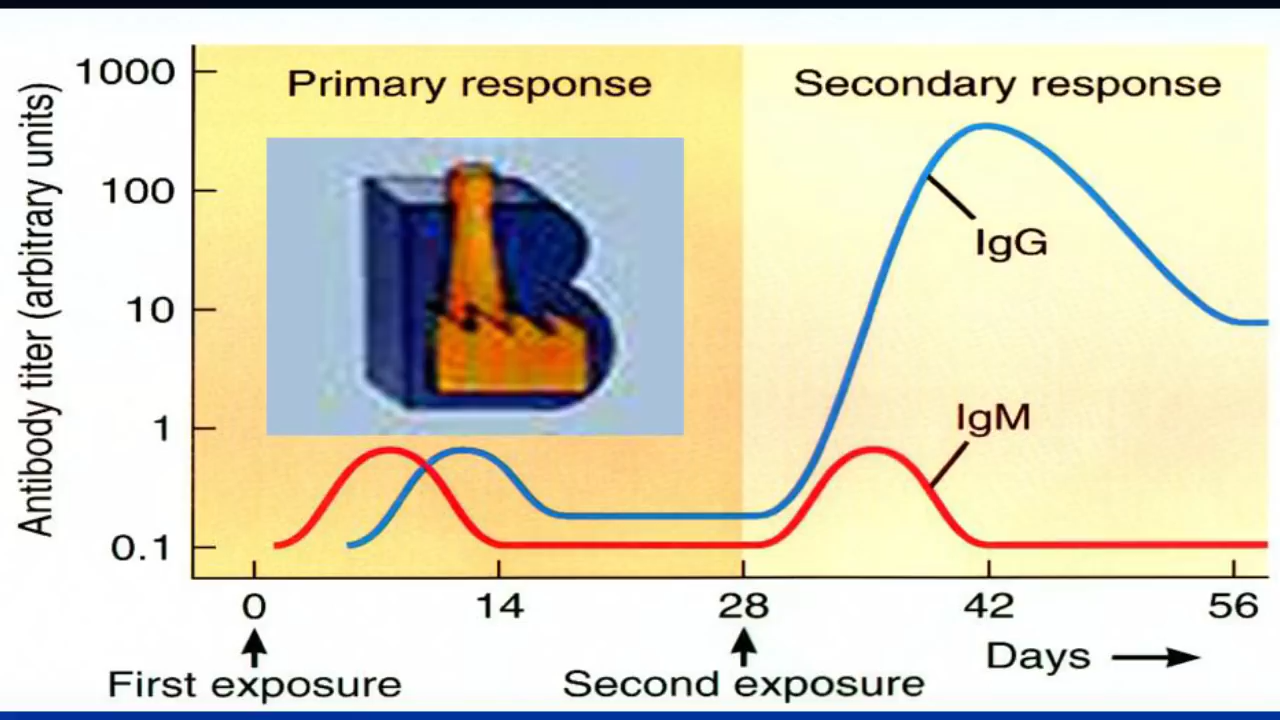 Primary response
Secondary response
Antibody titer (arbitrary units)
1000
100
10
1
0.1
B
IgG
IgM
0
14
28
42
56
Days
First exposure
Second exposure